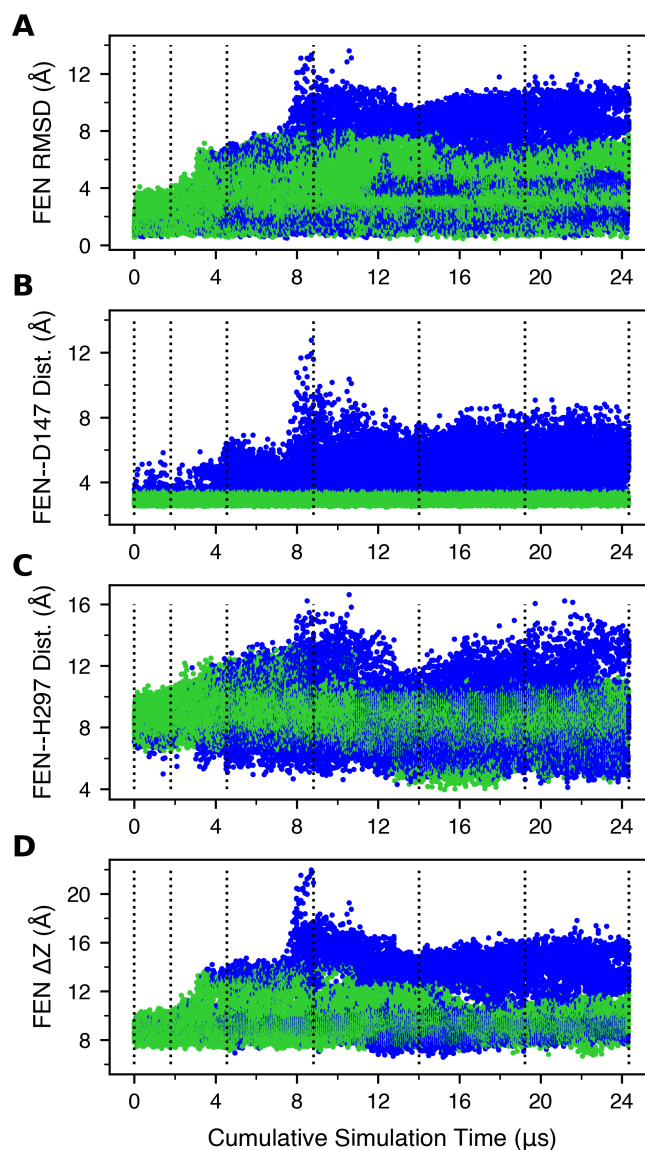 A
FEN RMSD (Å)
12
8
4
0
0 4 8 12 16 20 24
B
FEN--D147 Dist. (Å)
12
8
4
0 4 8 12 16 20 24
C
FEN--H297 Dist. (Å)
16
12
8
4
0 4 8 12 16 20 24
D
FEN ΔZ (Å)
20
16
12
8
0 4 8 12 16 20 24
Cumulative Simulation Time (μs)